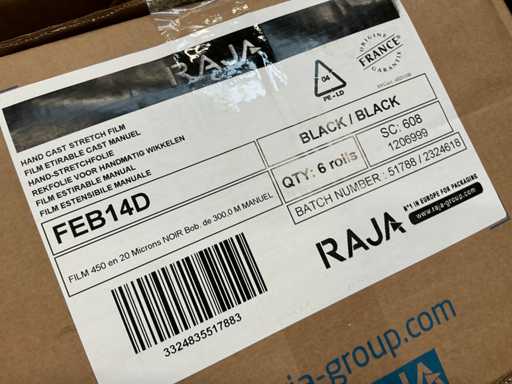 RAJA
ORIGINE
FRANCE
GARANTIE
04
PE-LD
HAND CAST STRETCH FILM
FILM ETIRABLE CAST MANUEL
HAND-STRETCHFOLIE
REKFOLIE VOOR HANDMATIG WIKKELEN
FILM ESTIRABLE MANUAL
FILM ESTENSIBILE MANUALE
BLACK / BLACK
FEB14D
QTY: 6 rolls
SC: 608
1206999
BATCH NUMBER : 51788 / 2324618
FILM 450 en 20 Microns NOIR Bob. de 300.0 M MANUEL
RAJA
N°1 IN EUROPE FOR PACKAGING
www.raja-group.com
3324835517883
raja-group.com
RAJA